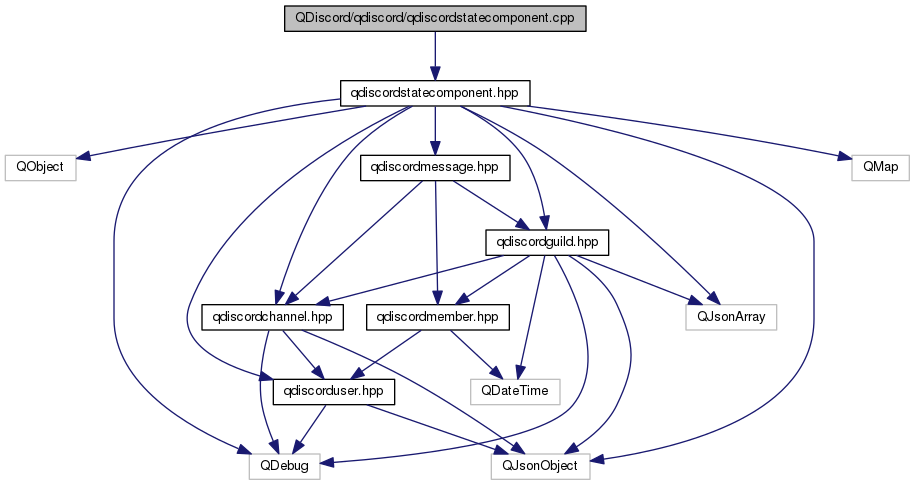 QDiscord/qdiscord/qdiscordstatecomponent.cpp
qdiscordstatecomponent.hpp
QObject
qdiscordmessage.hpp
QMap
qdiscordguild.hpp
qdiscordchannel.hpp
qdiscordmember.hpp
QJsonArray
qdiscorduser.hpp
QDateTime
QDebug
QJsonObject